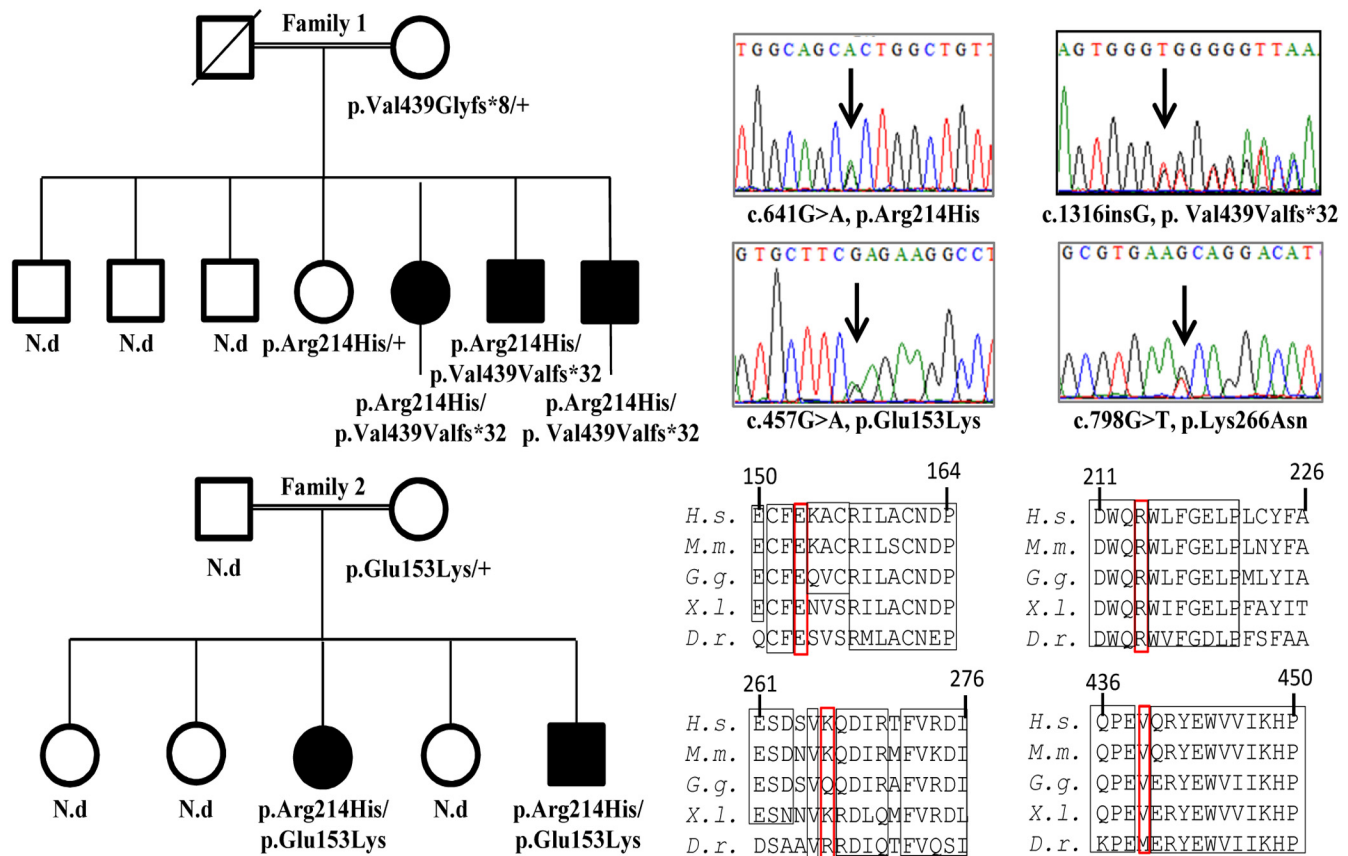 Family 1
p.Val439Glyfs*8/+
N.d
N.d
N.d
p.Arg214His/+
p.Arg214His/
p.Val439Valfs*32
p.Arg214His/
p.Val439Valfs*32
p.Arg214His/
p. Val439Valfs*32
Family 2
N.d
p.Glu153Lys/+
N.d
N.d
p.Arg214His/
p.Glu153Lys
N.d
p.Arg214His/
p.Glu153Lys
TGGCAGCACTGGCTGTT
c.641G>A, p.Arg214His
AGTGGGTGGGGGTTAA
c.1316insG, p. Val439Valfs*32
GTGCTTCGAGAAGGCCT
c.457G>A, p.Glu153Lys
GCGTGAAGCAGGACAT
c.798G>T, p.Lys266Asn
150 164
H.s. ECFEKACRILACNDP
M.m. ECFEKACRILSCNDP
G.g. ECFEQVCRILACNDP
X.l. ECFENVSRILACNDP
D.r. QCFESVSRMLACNEP
211 226
H.s. DWQRWLFGELPLCYFA
M.m. DWQRWLFGELPLNYFA
G.g. DWQRWLFGELPMLYIA
X.l. DWQRWIFGELPFAYIT
D.r. DWQRWVFGDLPFSFAA
261 276
H.s. ESDSVKQDIRTFVRDI
M.m. ESDNVKQDIRMFVKDI
G.g. ESDSVQQDIRAFVRDI
X.l. ESNNVKRDLQMFVRDL
D.r. DSAAVRRDIQTFVQSI
436 450
H.s. QPEVQRYEWVVIKHP
M.m. QPEVQRYEWVVIKHP
G.g. QPEVERYEWVIIKHP
X.l. QPEVERYEWVIIKHP
D.r. KPEMERYEWVIIKHP